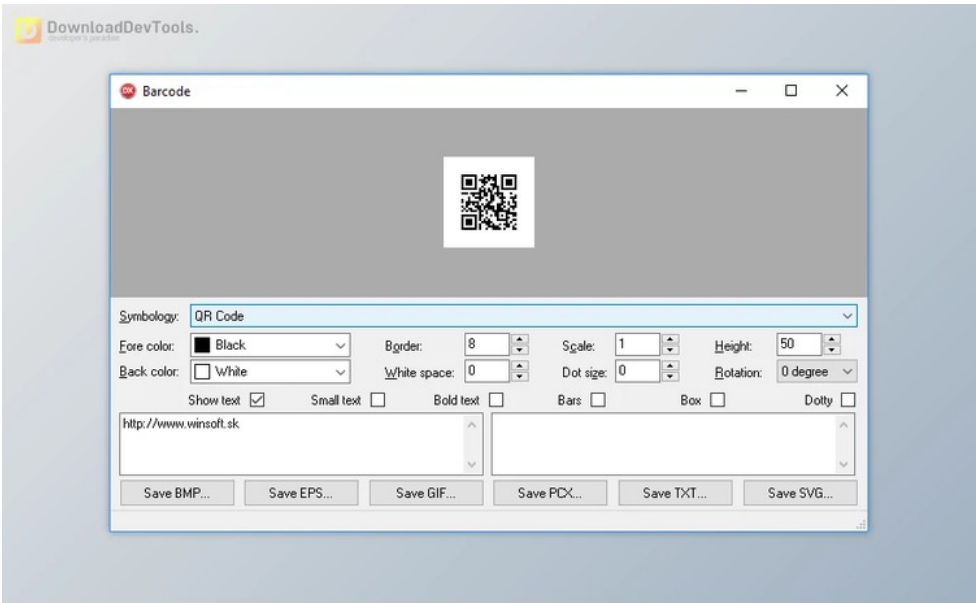 DownloadDevTools.
developer's paradise
Barcode
Symbology: QR Code
Fore color: Black Border: 8 Scale: 1 Height: 50
Back color: White White space: 0 Dot size: 0 Rotation: 0 degree
Show text Small text Bold text Bars Box Dotty
http://www.winsoft.sk
Save BMP... Save EPS... Save GIF... Save PCX... Save TXT... Save SVG...